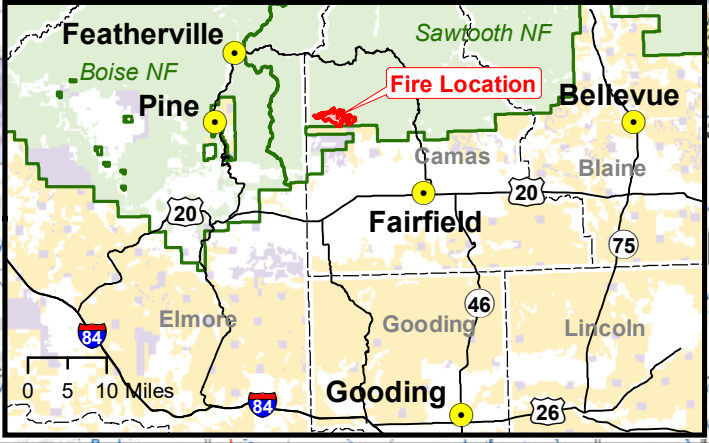 Featherville
Sawtooth NF
Boise NF
Fire Location
Pine
Bellevue
Camas
Blaine
20
20
Fairfield
75
46
Elmore
Gooding
Lincoln
84
0 5 10 Miles
Gooding
84
26